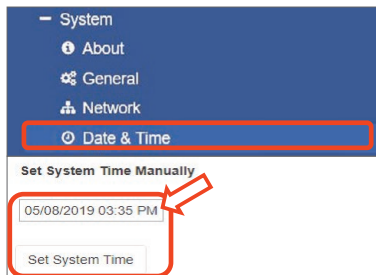 System
About
General
Network
Date & Time
Set System Time Manually
05/08/2019 03:35 PM
Set System Time